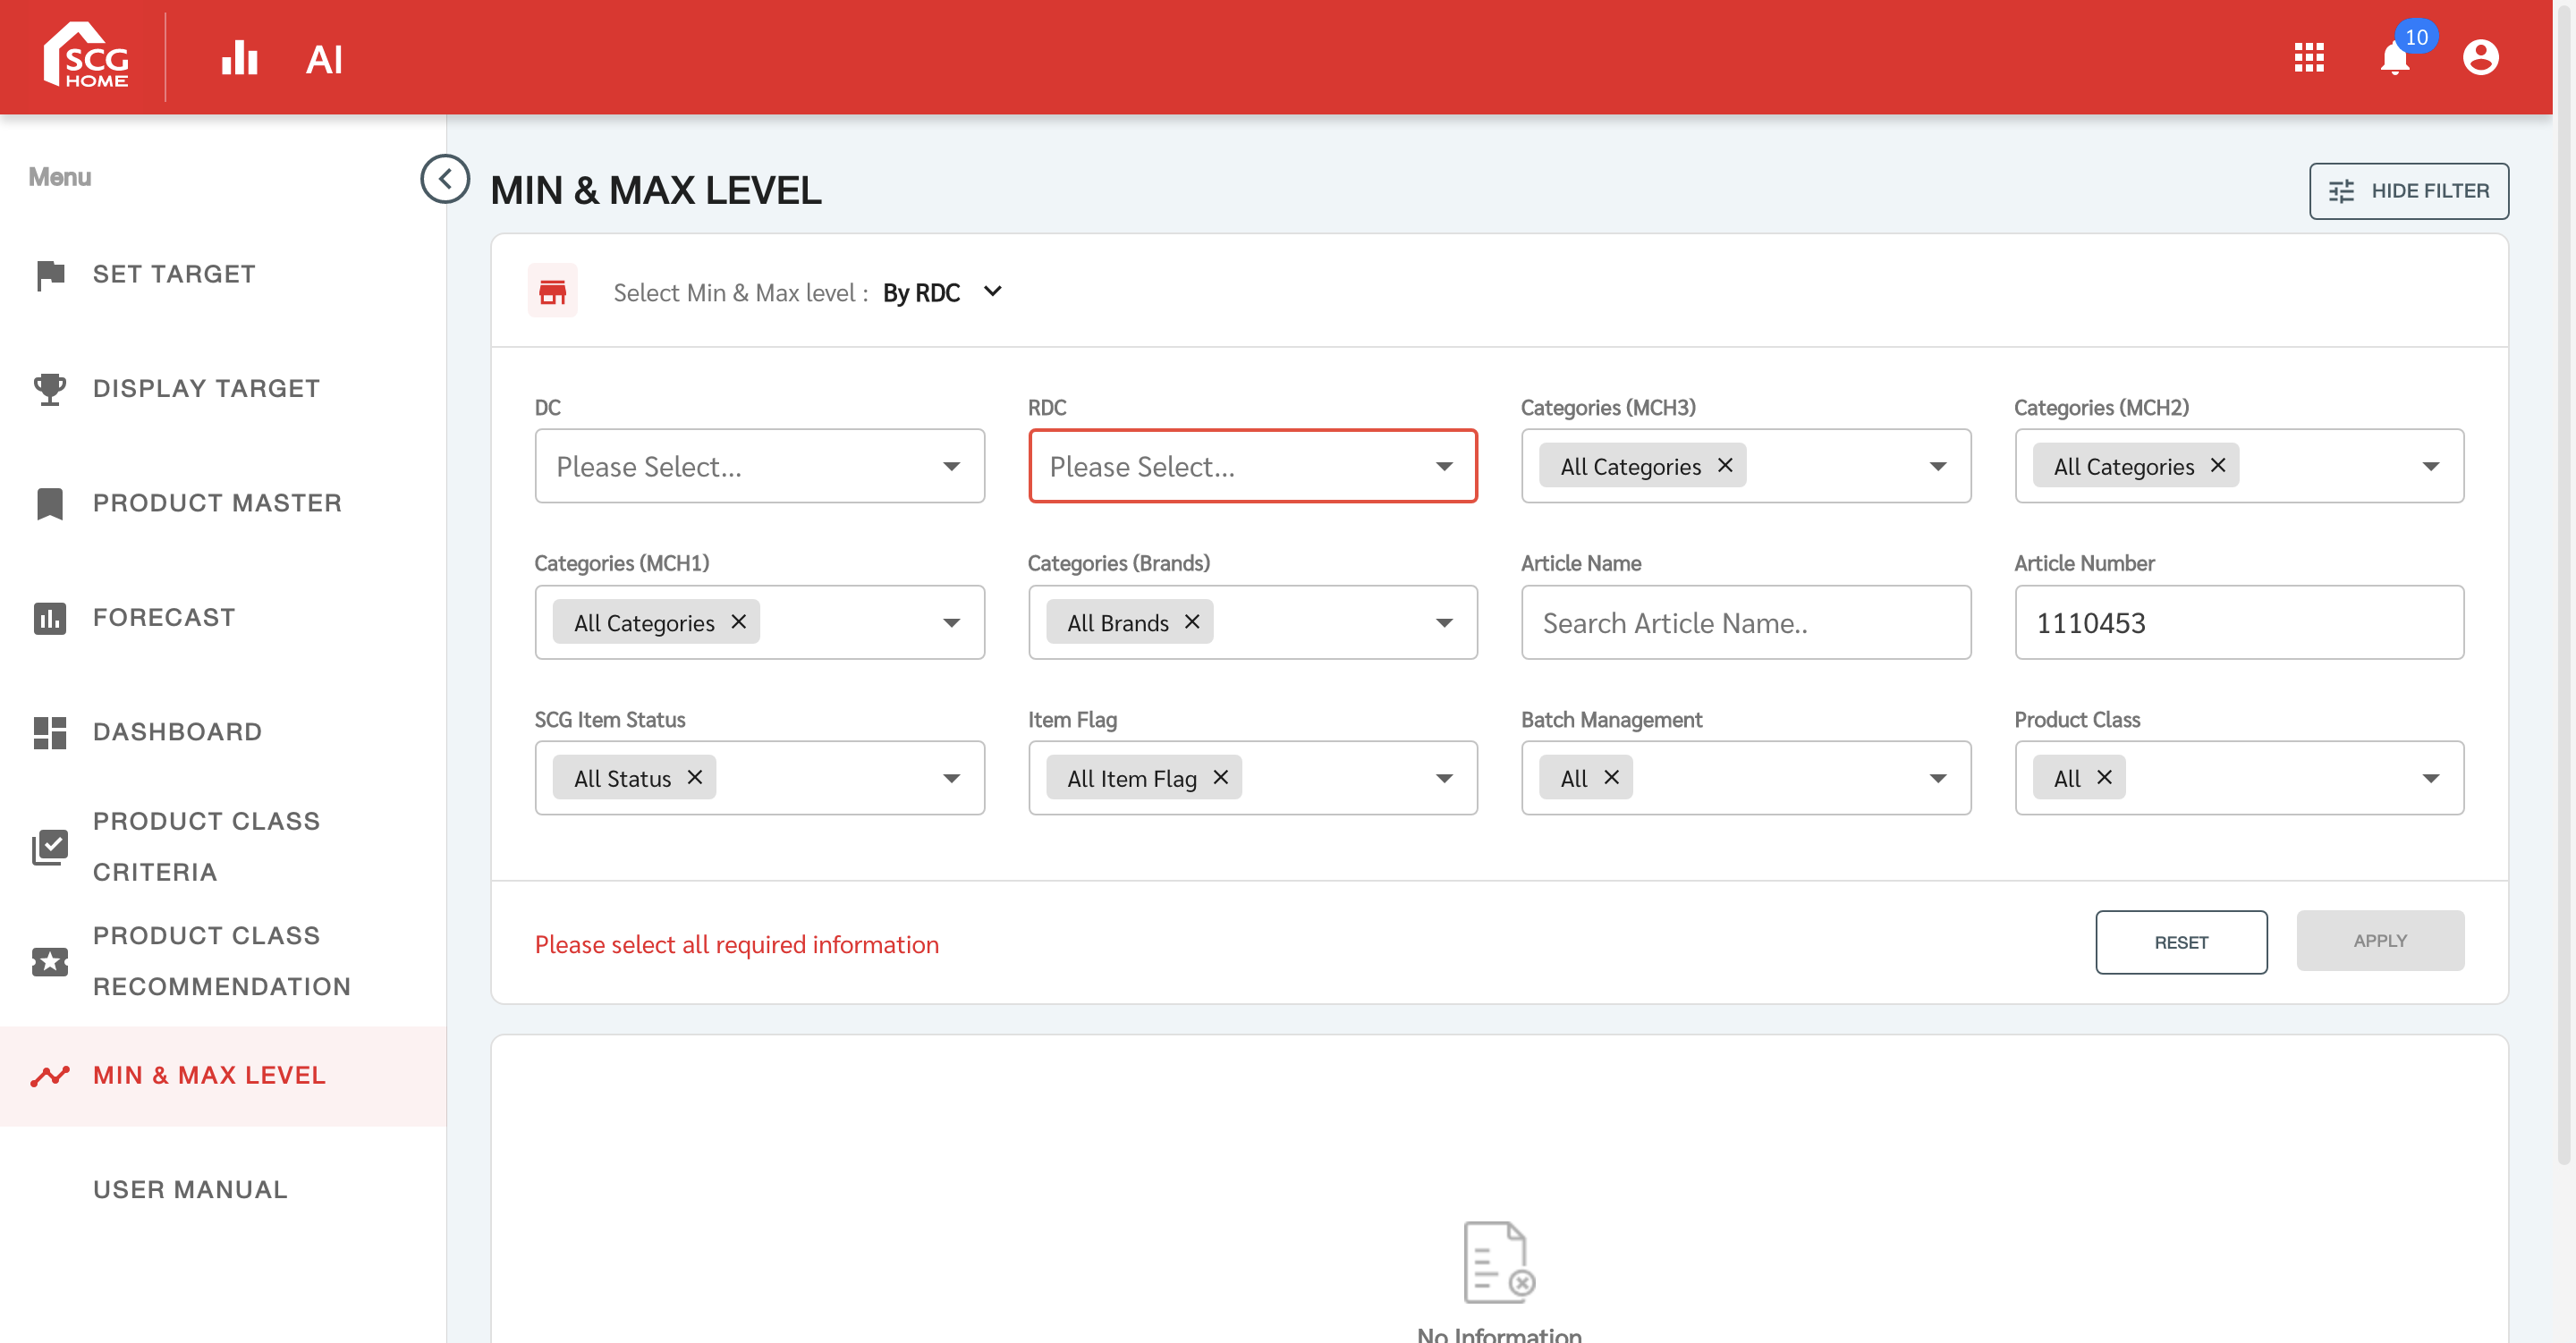 SCG
HOME
AI
10
Menu
MIN & MAX LEVEL
HIDE FILTER
SET TARGET
DISPLAY TARGET
PRODUCT MASTER
FORECAST
DASHBOARD
PRODUCT CLASS
CRITERIA
PRODUCT CLASS
RECOMMENDATION
MIN & MAX LEVEL
USER MANUAL
Select Min & Max level : By RDC
DC
RDC
Categories (MCH3)
Categories (MCH2)
Please Select...
Please Select...
All Categories
All Categories
Categories (MCH1)
Categories (Brands)
Article Name
Article Number
All Categories
All Brands
Search Article Name..
1110453
SCG Item Status
Item Flag
Batch Management
Product Class
All Status
All Item Flag
All
All
Please select all required information
RESET
APPLY
No Information